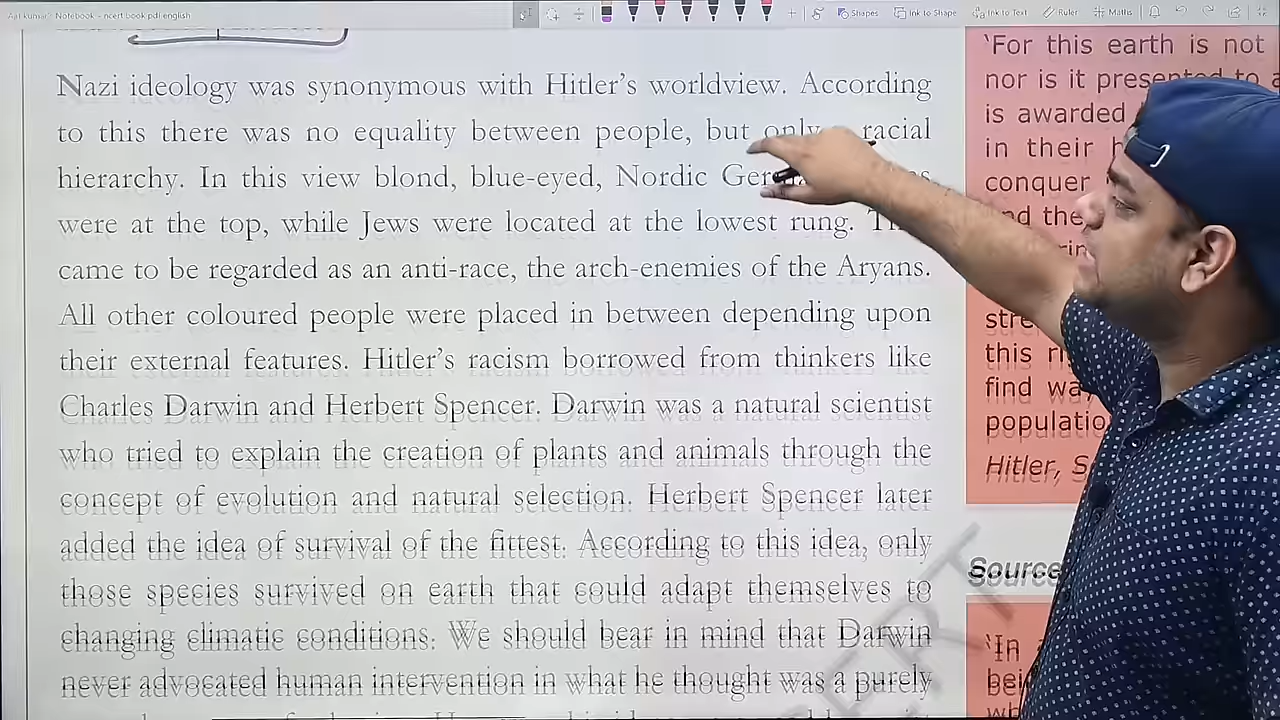 Ajit kumar's Notebook - ncert book pdf english
Shapes
Ink to Shape
Ink to Text
Ruler
Maths
Nazi ideology was synonymous with Hitler's worldview. According
to this there was no equality between people, but only racial
hierarchy. In this view blond, blue-eyed, Nordic
were at the top, while Jews were located at the lowest rung.
came to be regarded as an anti-race, the arch-enemies of the Aryans.
All other coloured people were placed in between depending upon
their external features. Hitler's racism borrowed from thinkers like
Charles Darwin and Herbert Spencer. Darwin was a natural scientist
who tried to explain the creation of plants and animals through the
concept of evolution and natural selection. Herbert Spencer later
added the idea of survival of the fittest. According to this idea, only
those species survived on earth that could adapt themselves to
changing climatic conditions. We should bear in mind that Darwin
never advocated human intervention in what he thought was a purely
'For this earth is not
nor is it presented to a
is awarded
in their
conquer
find
populatio
Hitler,
Source
'In